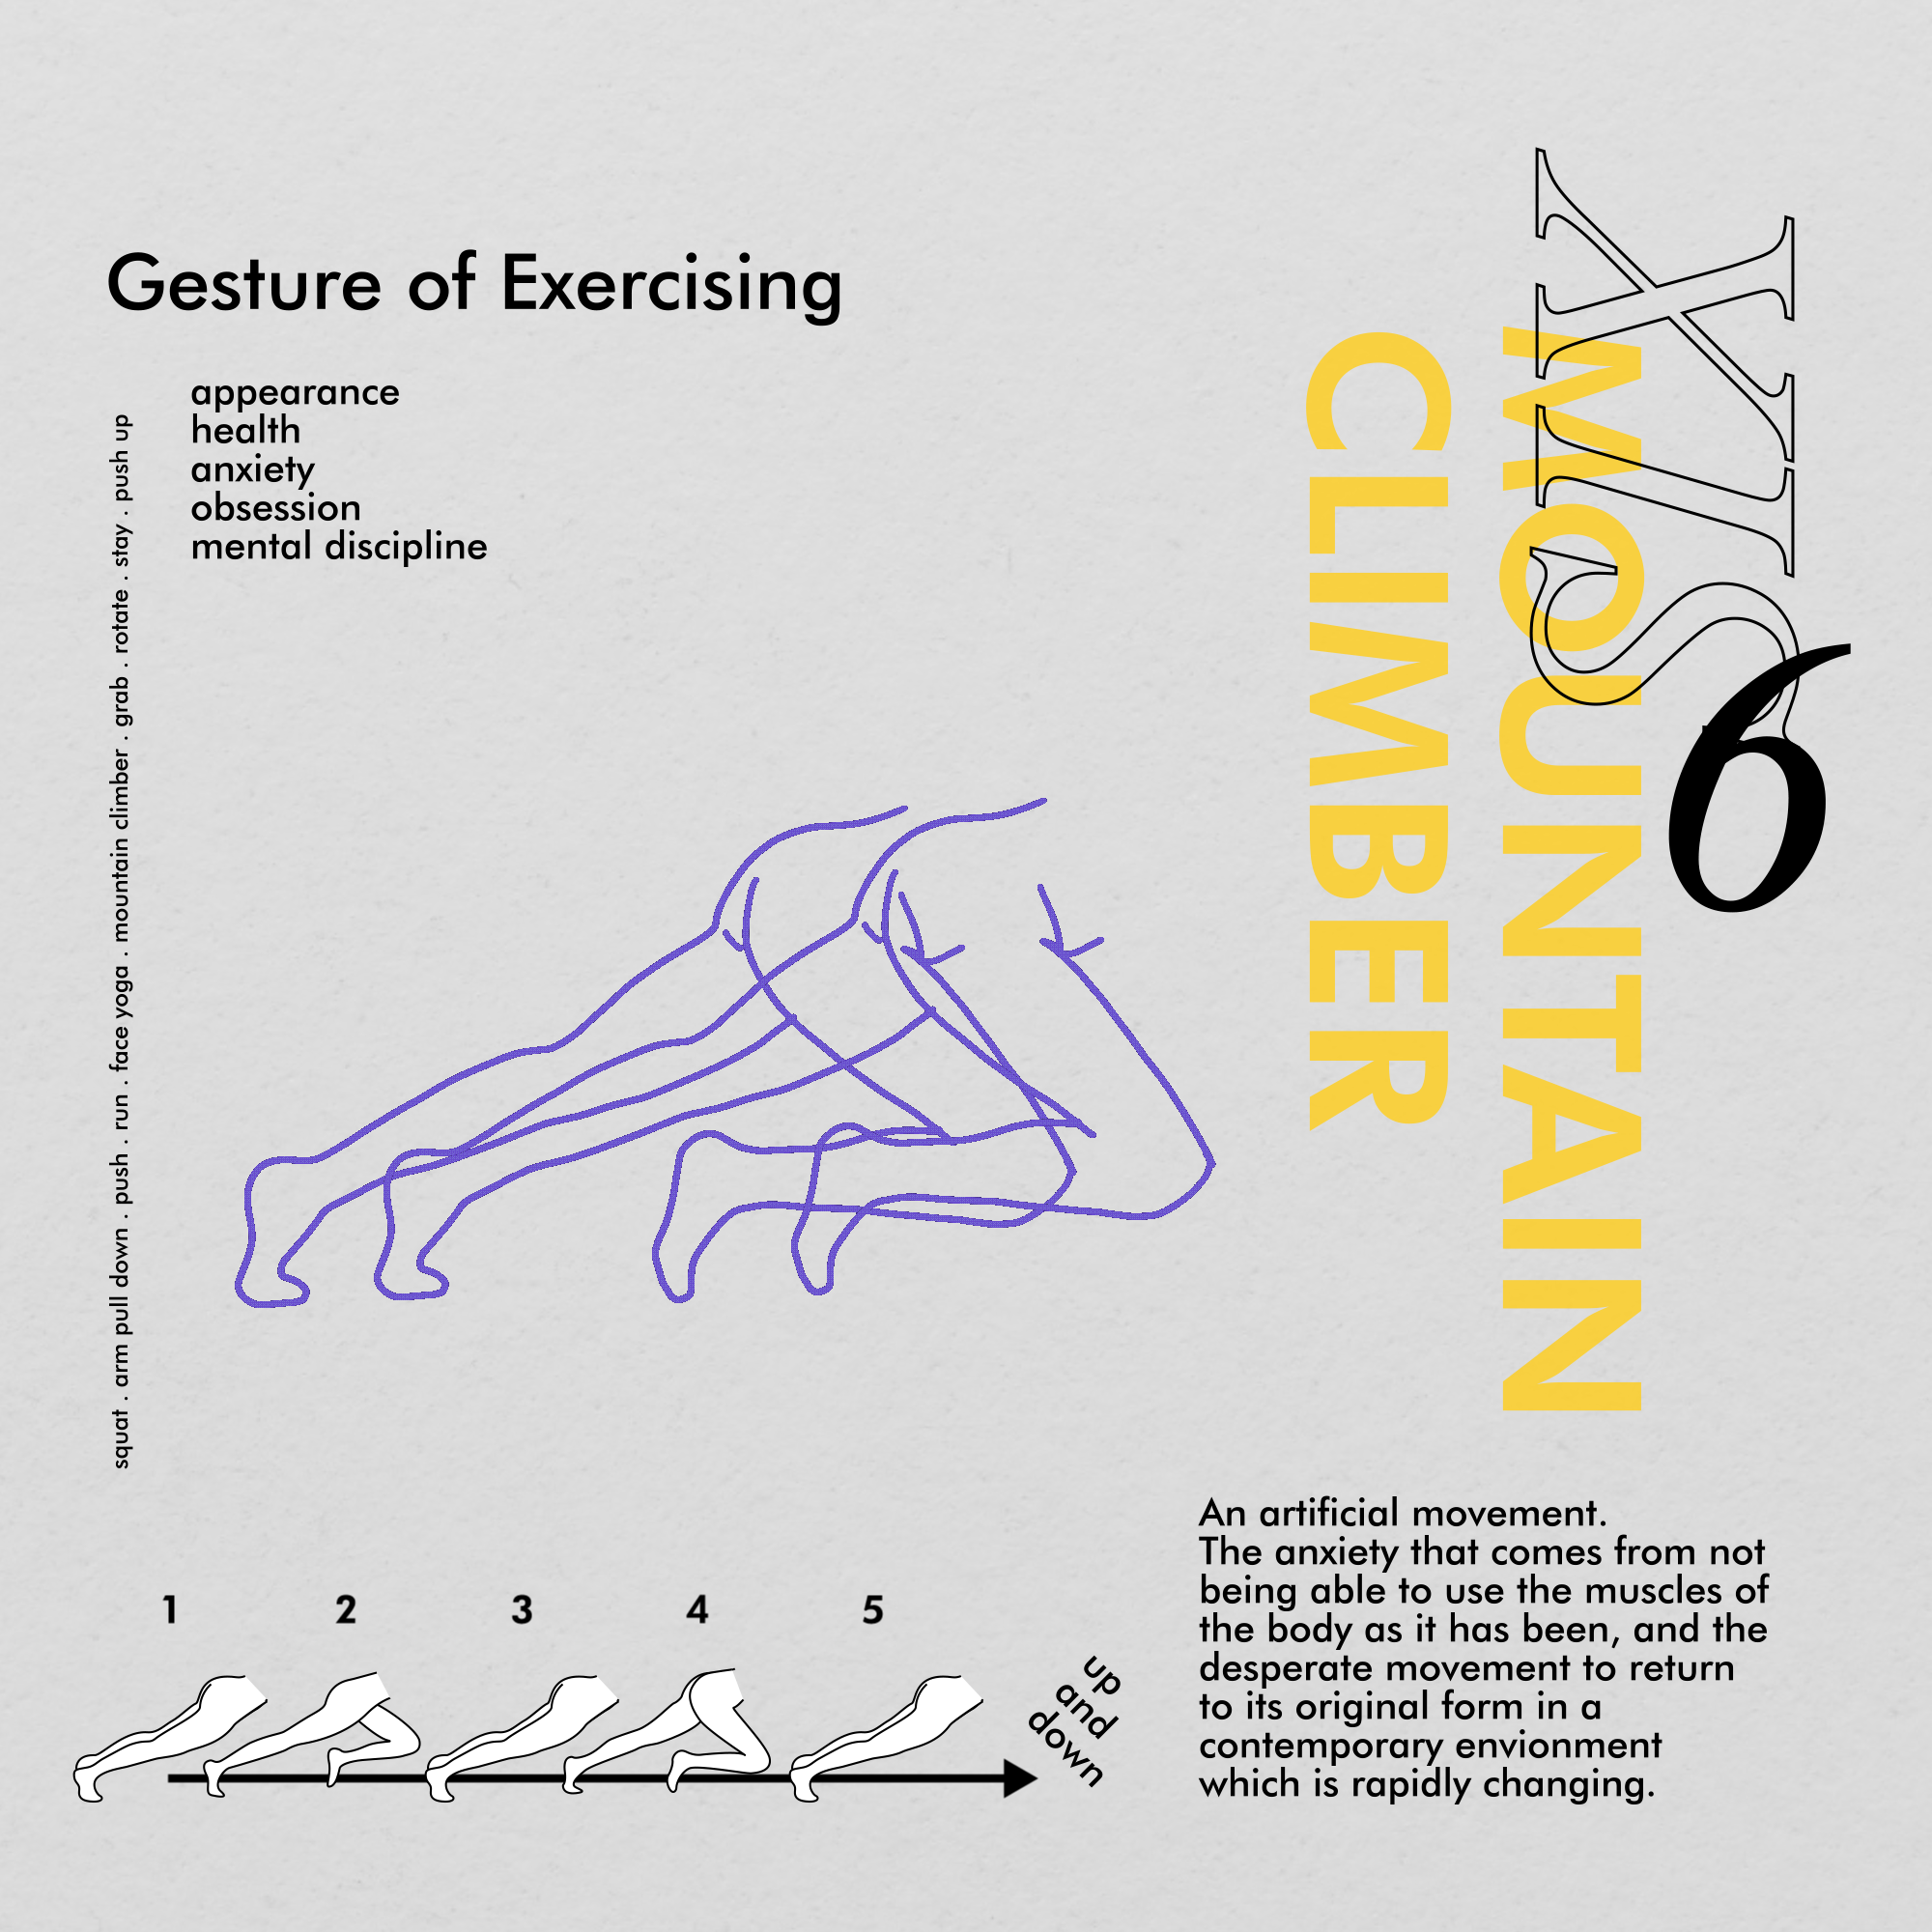 Gesture of Exercising
appearance
health
anxiety
obsession
mental discipline
squat . arm pull down . push . run . face yoga . mountain climber . grab . rotate . stay . push up
SIX
6
MOUNTAIN
CLIMBER
1 2 3 4 5
up
and
down
An artificial movement.
The anxiety that comes from not
being able to use the muscles of
the body as it has been, and the
desperate movement to return
to its original form in a
contemporary envionment
which is rapidly changing.